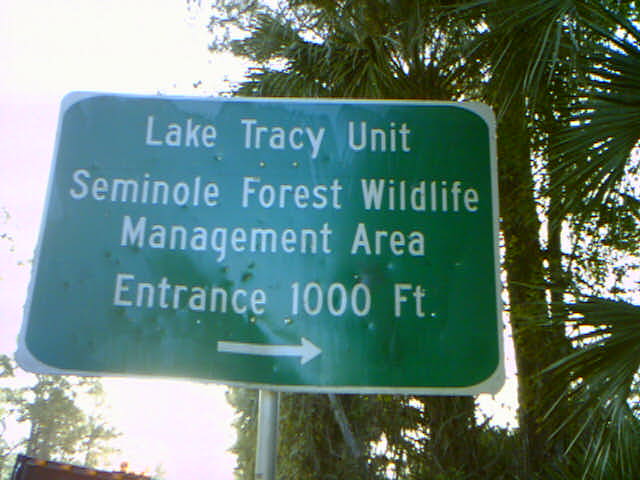 Lake Tracy Unit
Seminole Forest Wildlife
Management Area
Entrance 1000 Ft.